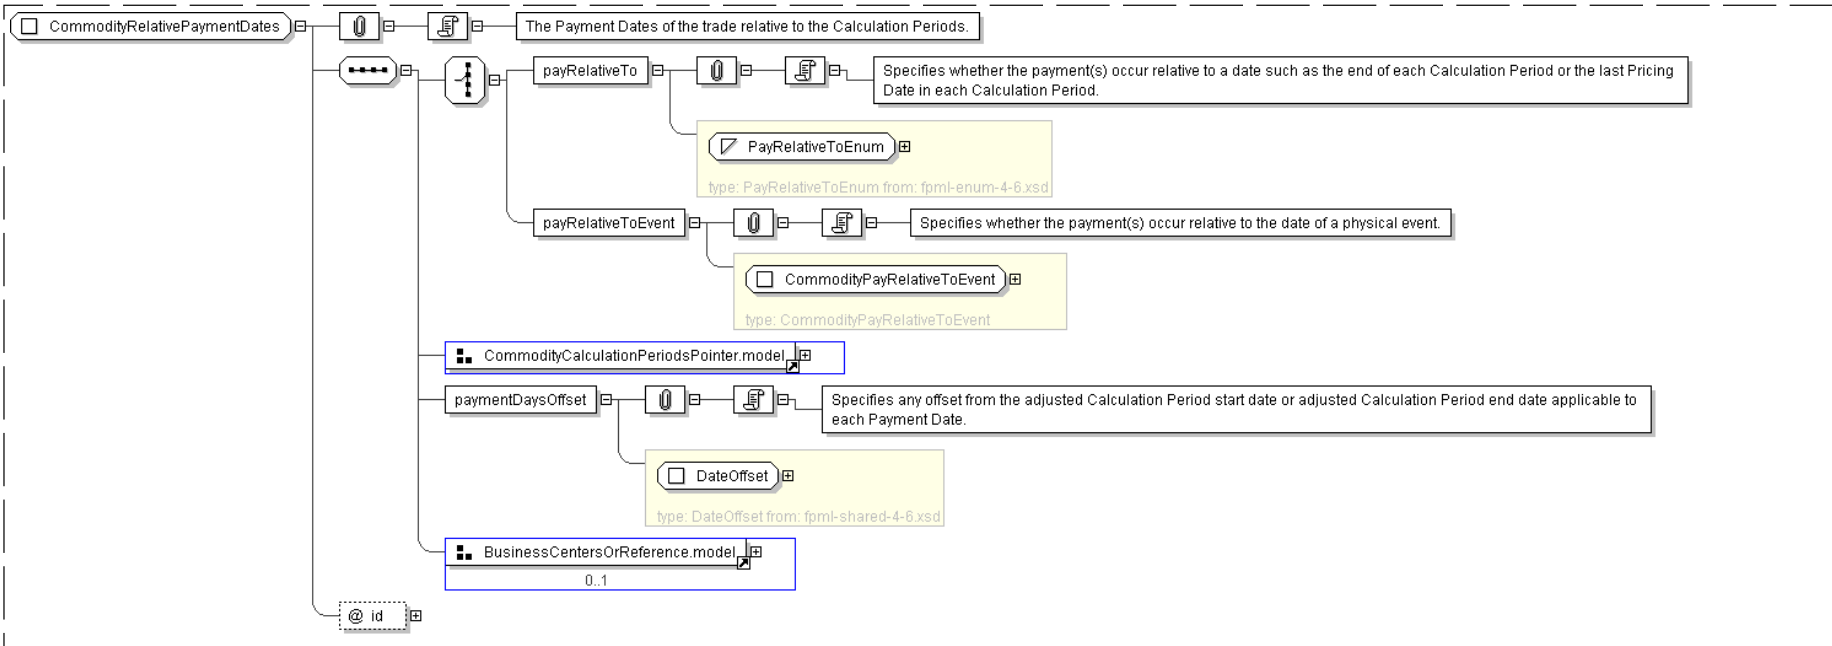 CommodityRelativePaymentDates
The Payment Dates of the trade relative to the Calculation Periods.
payRelativeTo
Specifies whether the payment(s) occur relative to a date such as the end of each Calculation Period or the last Pricing
Date in each Calculation Period.
PayRelativeToEnum
type: PayRelativeToEnum from: fpml-enum-4-6.xsd
payRelativeToEvent
Specifies whether the payment(s) occur relative to the date of a physical event.
CommodityPayRelativeToEvent
type: CommodityPayRelativeToEvent
CommodityCalculationPeriodsPointer.model
paymentDaysOffset
Specifies any offset from the adjusted Calculation Period start date or adjusted Calculation Period end date applicable to
each Payment Date.
DateOffset
type: DateOffset from: fpml-shared-4-6.xsd
BusinessCentersOrReference.model
0..1
@ id